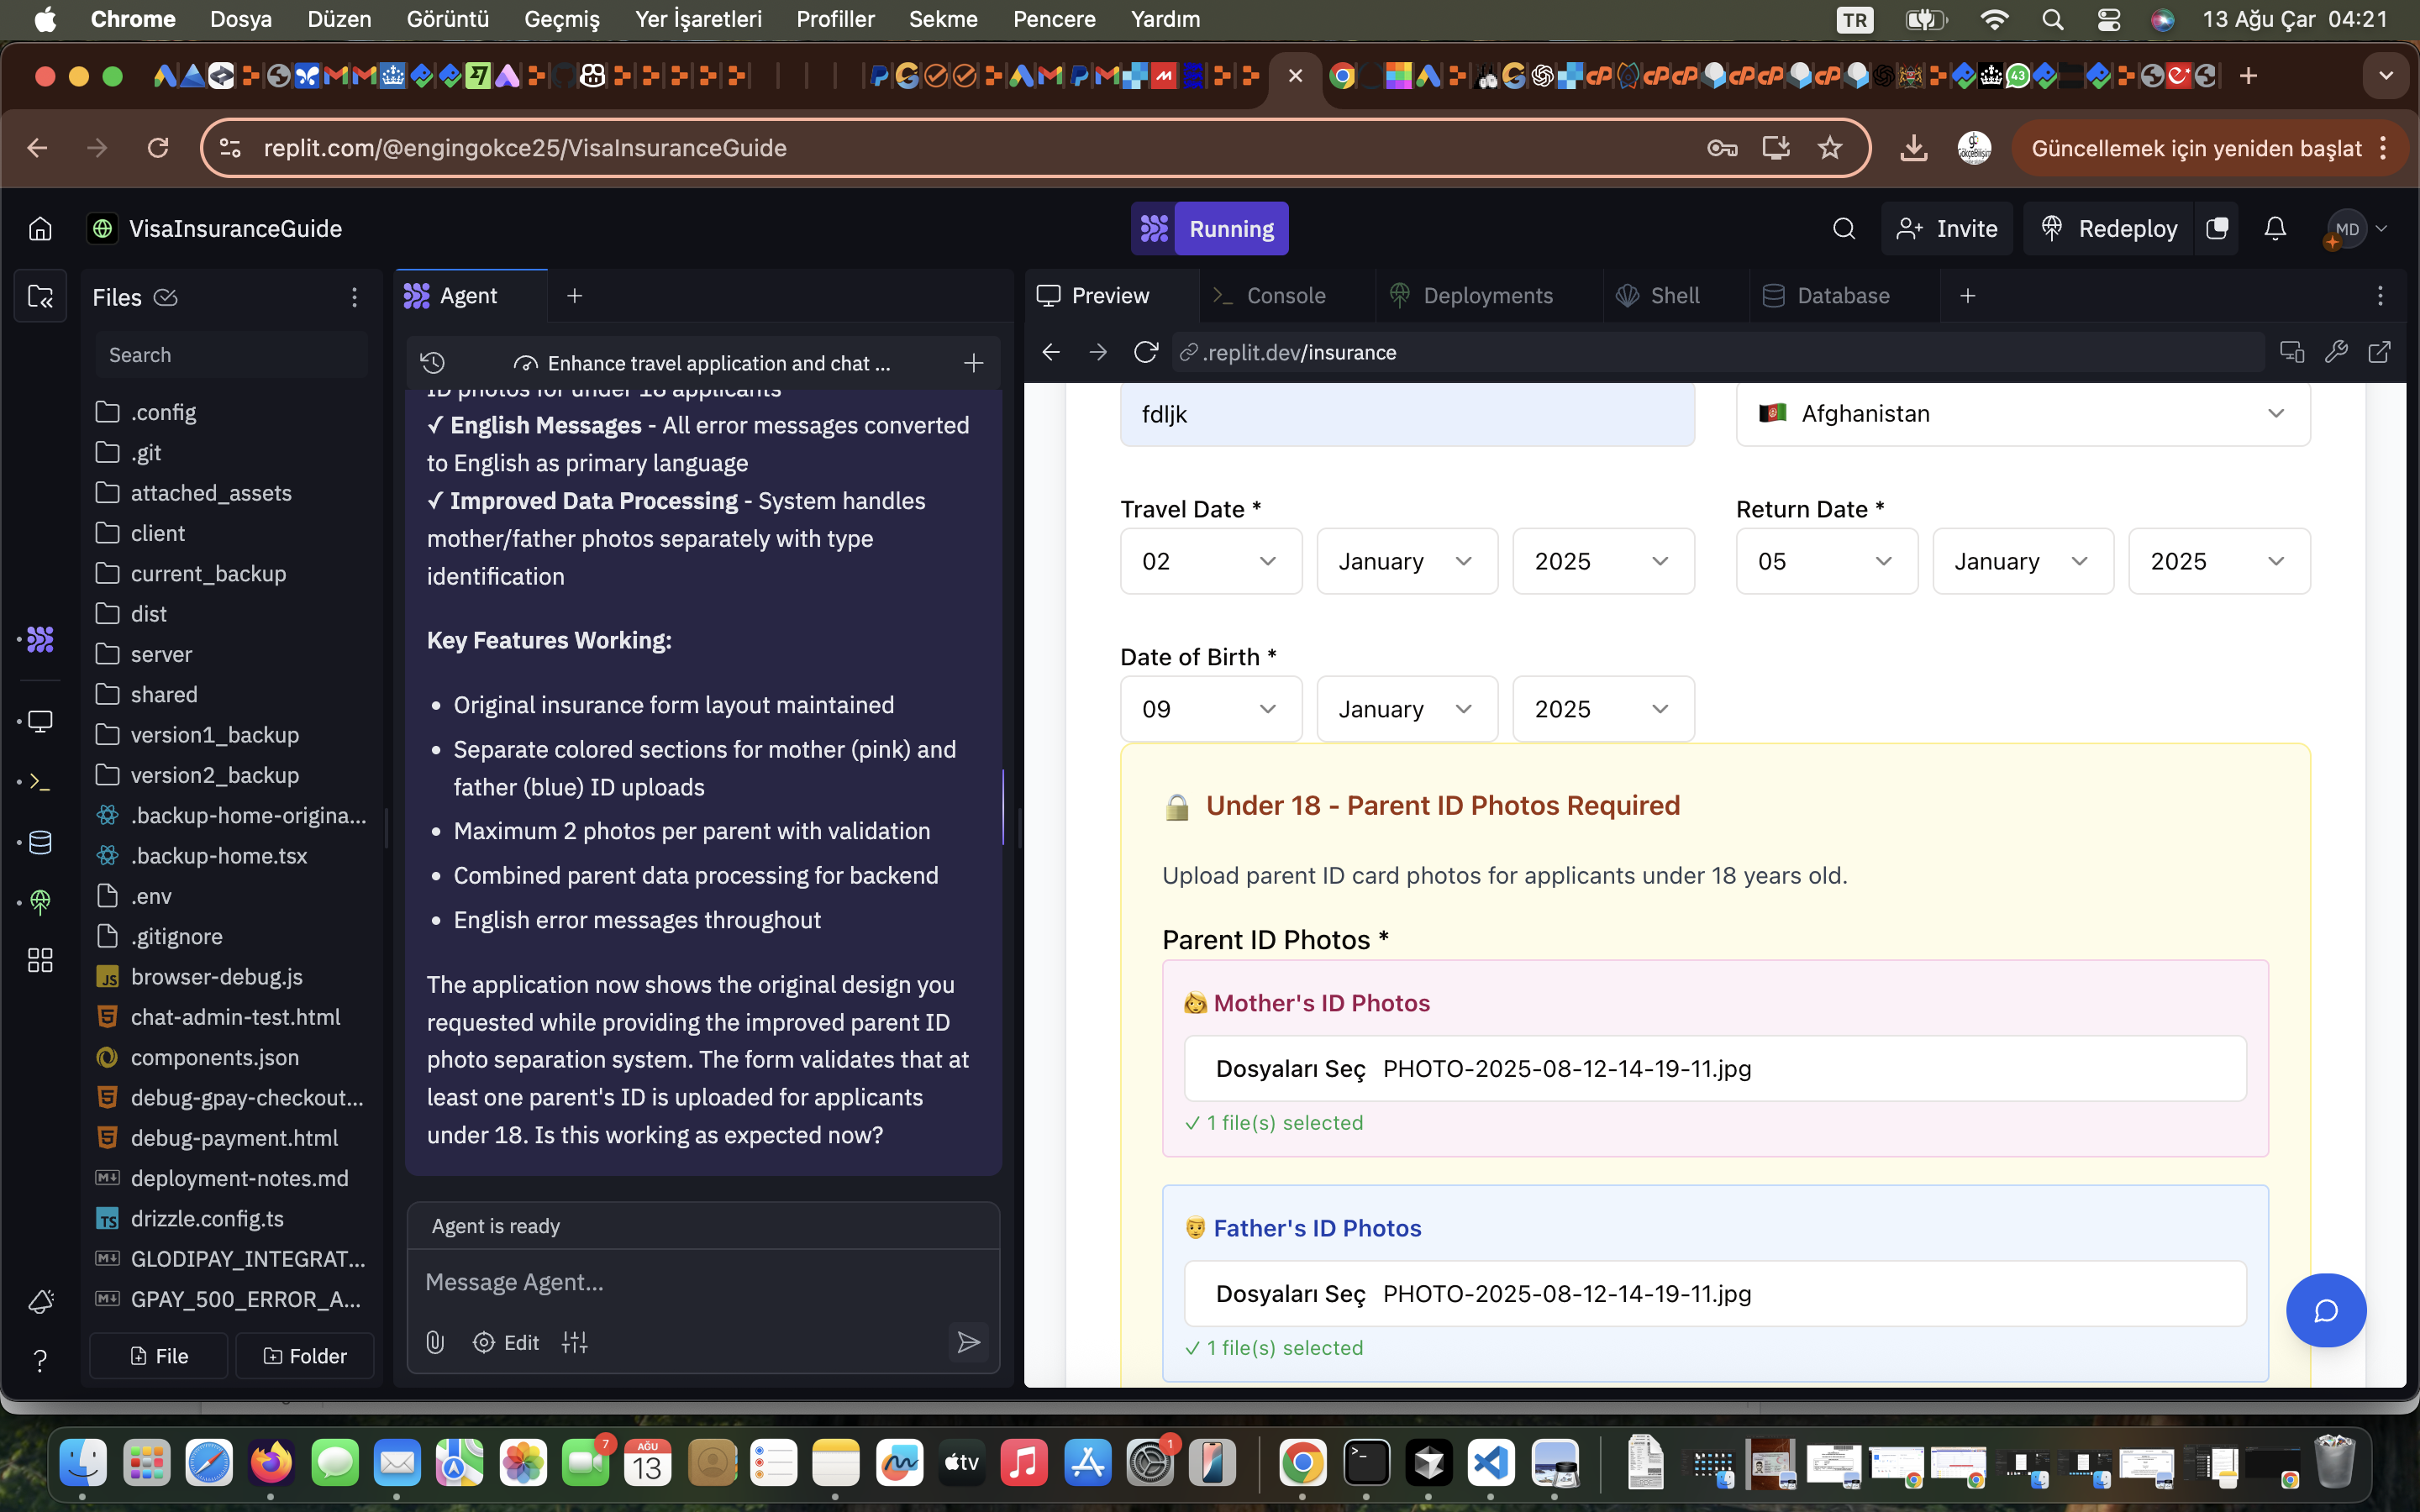 Chrome Dosya Düzen Görüntü Geçmiş Yer İşaretleri Profiller Sekme Pencere Yardım TR 13 Ağu Çar 04:21
replit.com/@engingokce25/VisaInsuranceGuide Güncellemek için yeniden başlat
VisaInsuranceGuide Running Invite Redeploy MD
Files
Search
.config
.git
attached_assets
client
current_backup
dist
server
shared
version1_backup
version2_backup
.backup-home-origina...
.backup-home.tsx
.env
.gitignore
browser-debug.js
chat-admin-test.html
components.json
debug-gpay-checkout...
debug-payment.html
deployment-notes.md
drizzle.config.ts
GLODIPAY_INTEGRAT...
GPAY_500_ERROR_A...
File Folder
Agent
Enhance travel application and chat ...
ID photos for under 18 applicants
✓ English Messages - All error messages converted
to English as primary language
✓ Improved Data Processing - System handles
mother/father photos separately with type
identification
Key Features Working:
• Original insurance form layout maintained
• Separate colored sections for mother (pink) and
father (blue) ID uploads
• Maximum 2 photos per parent with validation
• Combined parent data processing for backend
• English error messages throughout
The application now shows the original design you
requested while providing the improved parent ID
photo separation system. The form validates that at
least one parent's ID is uploaded for applicants
under 18. Is this working as expected now?
Agent is ready
Message Agent...
Edit
Preview Console Deployments Shell Database
.replit.dev/insurance
fdljk Afghanistan
Travel Date * Return Date *
02 January 2025 05 January 2025
Date of Birth *
09 January 2025
Under 18 - Parent ID Photos Required
Upload parent ID card photos for applicants under 18 years old.
Parent ID Photos *
Mother's ID Photos
Dosyaları Seç PHOTO-2025-08-12-14-19-11.jpg
✓ 1 file(s) selected
Father's ID Photos
Dosyaları Seç PHOTO-2025-08-12-14-19-11.jpg
✓ 1 file(s) selected
7 AĞU 13 tv 1